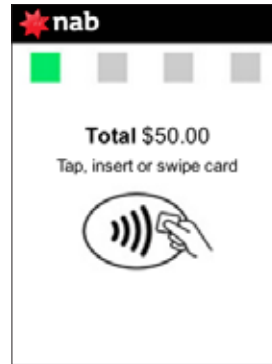 nab
Total $50.00
Tap, insert or swipe card